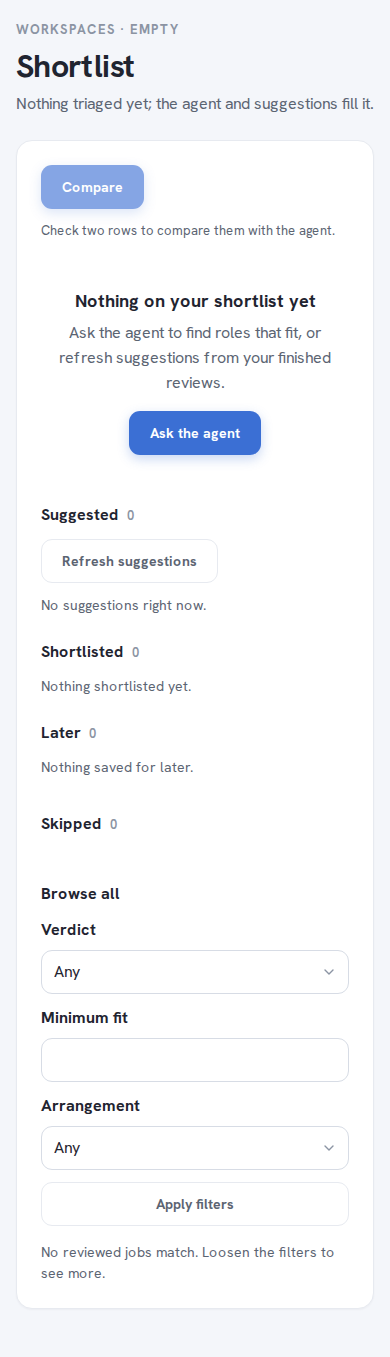 WORKSPACES · EMPTY
Shortlist
Nothing triaged yet; the agent and suggestions fill it.
Compare
Check two rows to compare them with the agent.
Nothing on your shortlist yet
Ask the agent to find roles that fit, or
refresh suggestions from your finished
reviews.
Ask the agent
Suggested 0
Refresh suggestions
No suggestions right now.
Shortlisted 0
Nothing shortlisted yet.
Later 0
Nothing saved for later.
Skipped 0
Browse all
Verdict
Any
Minimum fit
Arrangement
Any
Apply filters
No reviewed jobs match. Loosen the filters to
see more.